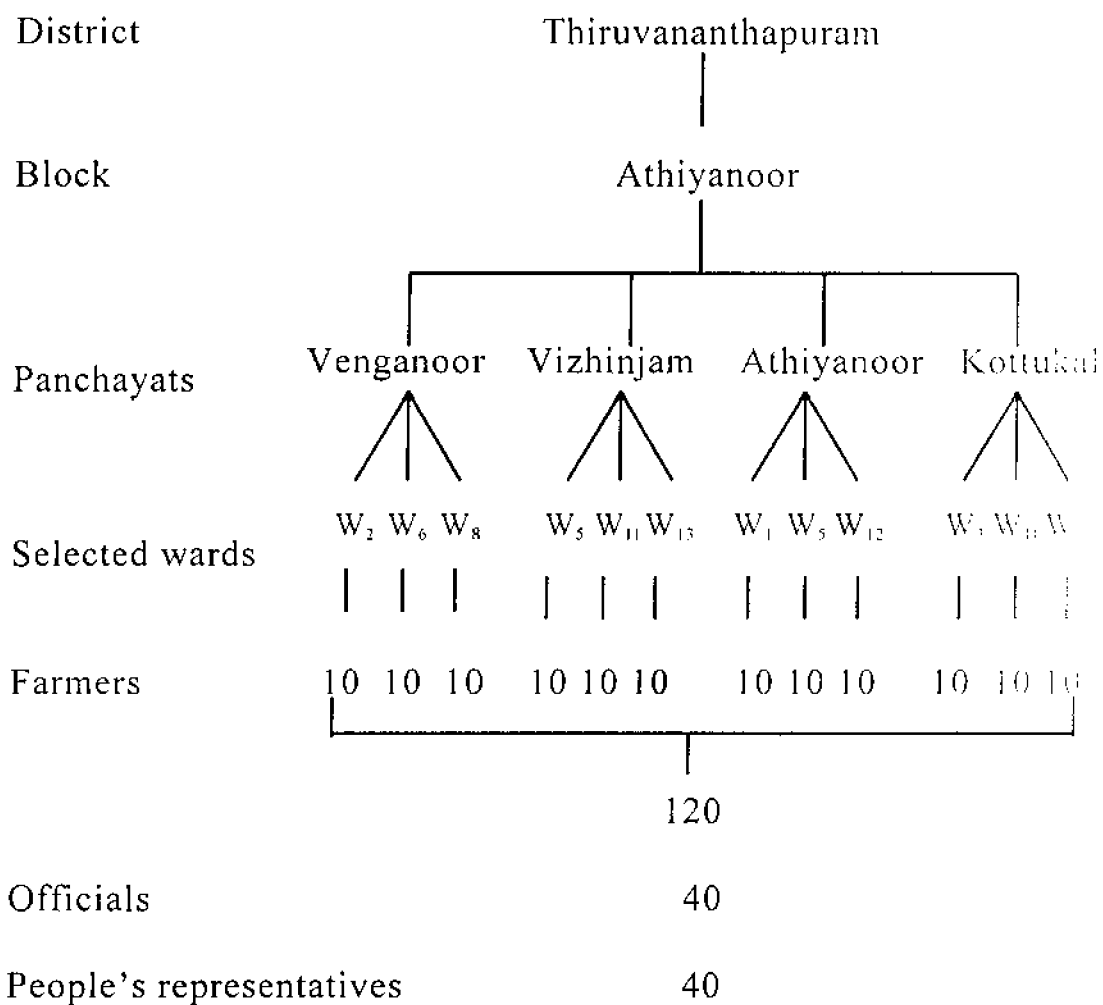 District Thiruvananthapuram
Block Athiyanoor
Panchayats Venganoor Vizhinjam Athiyanoor Kottukal
Selected wards W₂ W₆ W₈ W₅ W₁₁ W₁₃ W₁ W₅ W₁₂ W W W
Farmers 10 10 10 10 10 10 10 10 10 10 10 10
120
Officials 40
People's representatives 40